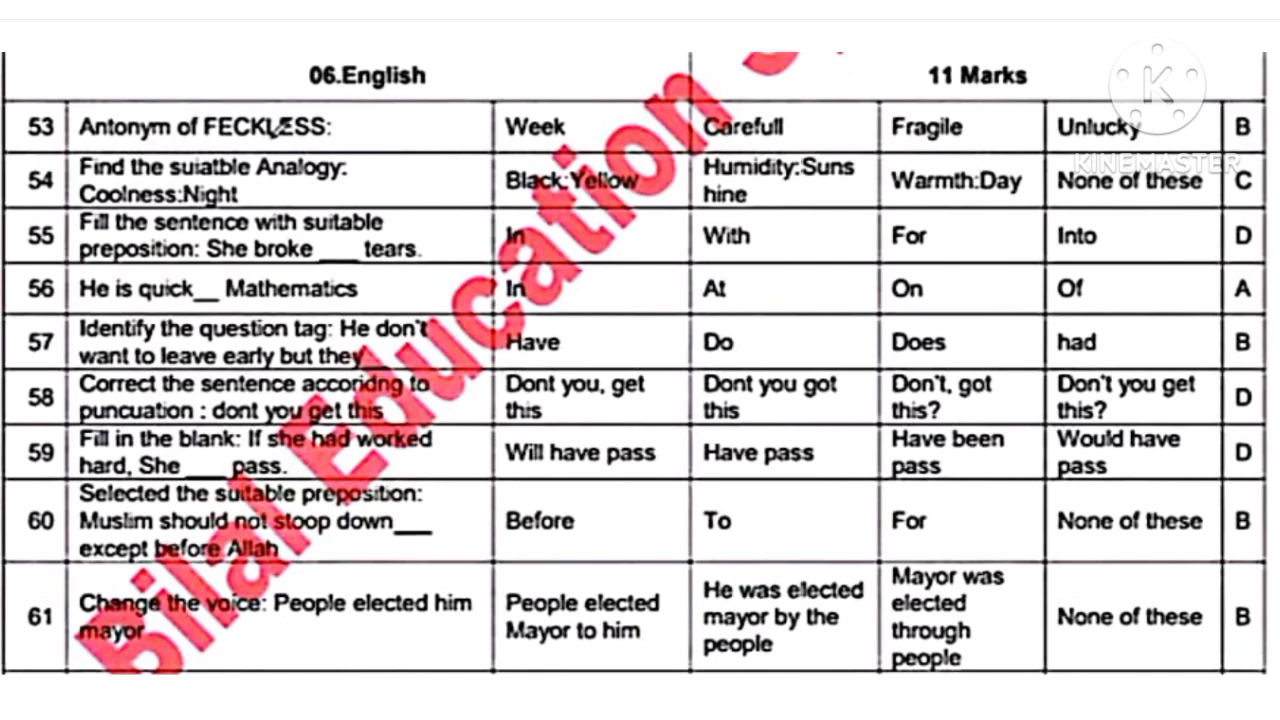 06.English 11 Marks
53 Antonym of FECKLESS: Week Carefull Fragile Unlucky B
54 Find the suiatble Analogy: Coolness:Night Black:Yellow Humidity:Suns hine Warmth:Day None of these C
55 Fill the sentence with suitable preposition: She broke ___ tears. In With For Into D
56 He is quick__ Mathematics In At On Of A
57 Identify the question tag: He don't want to leave early but they__ Have Do Does had B
58 Correct the sentence accoridng to puncuation : dont you get this Dont you, get this Dont you got this Don't, got this? Don't you get this? D
59 Fill in the blank: If she had worked hard, She ___ pass. Will have pass Have pass Have been pass Would have pass D
60 Selected the suitable preposition: Muslim should not stoop down___ except before Allah Before To For None of these B
61 Change the voice: People elected him mayor People elected Mayor to him He was elected mayor by the people Mayor was elected through people None of these B
Bilal Education
K
KINEMASTER